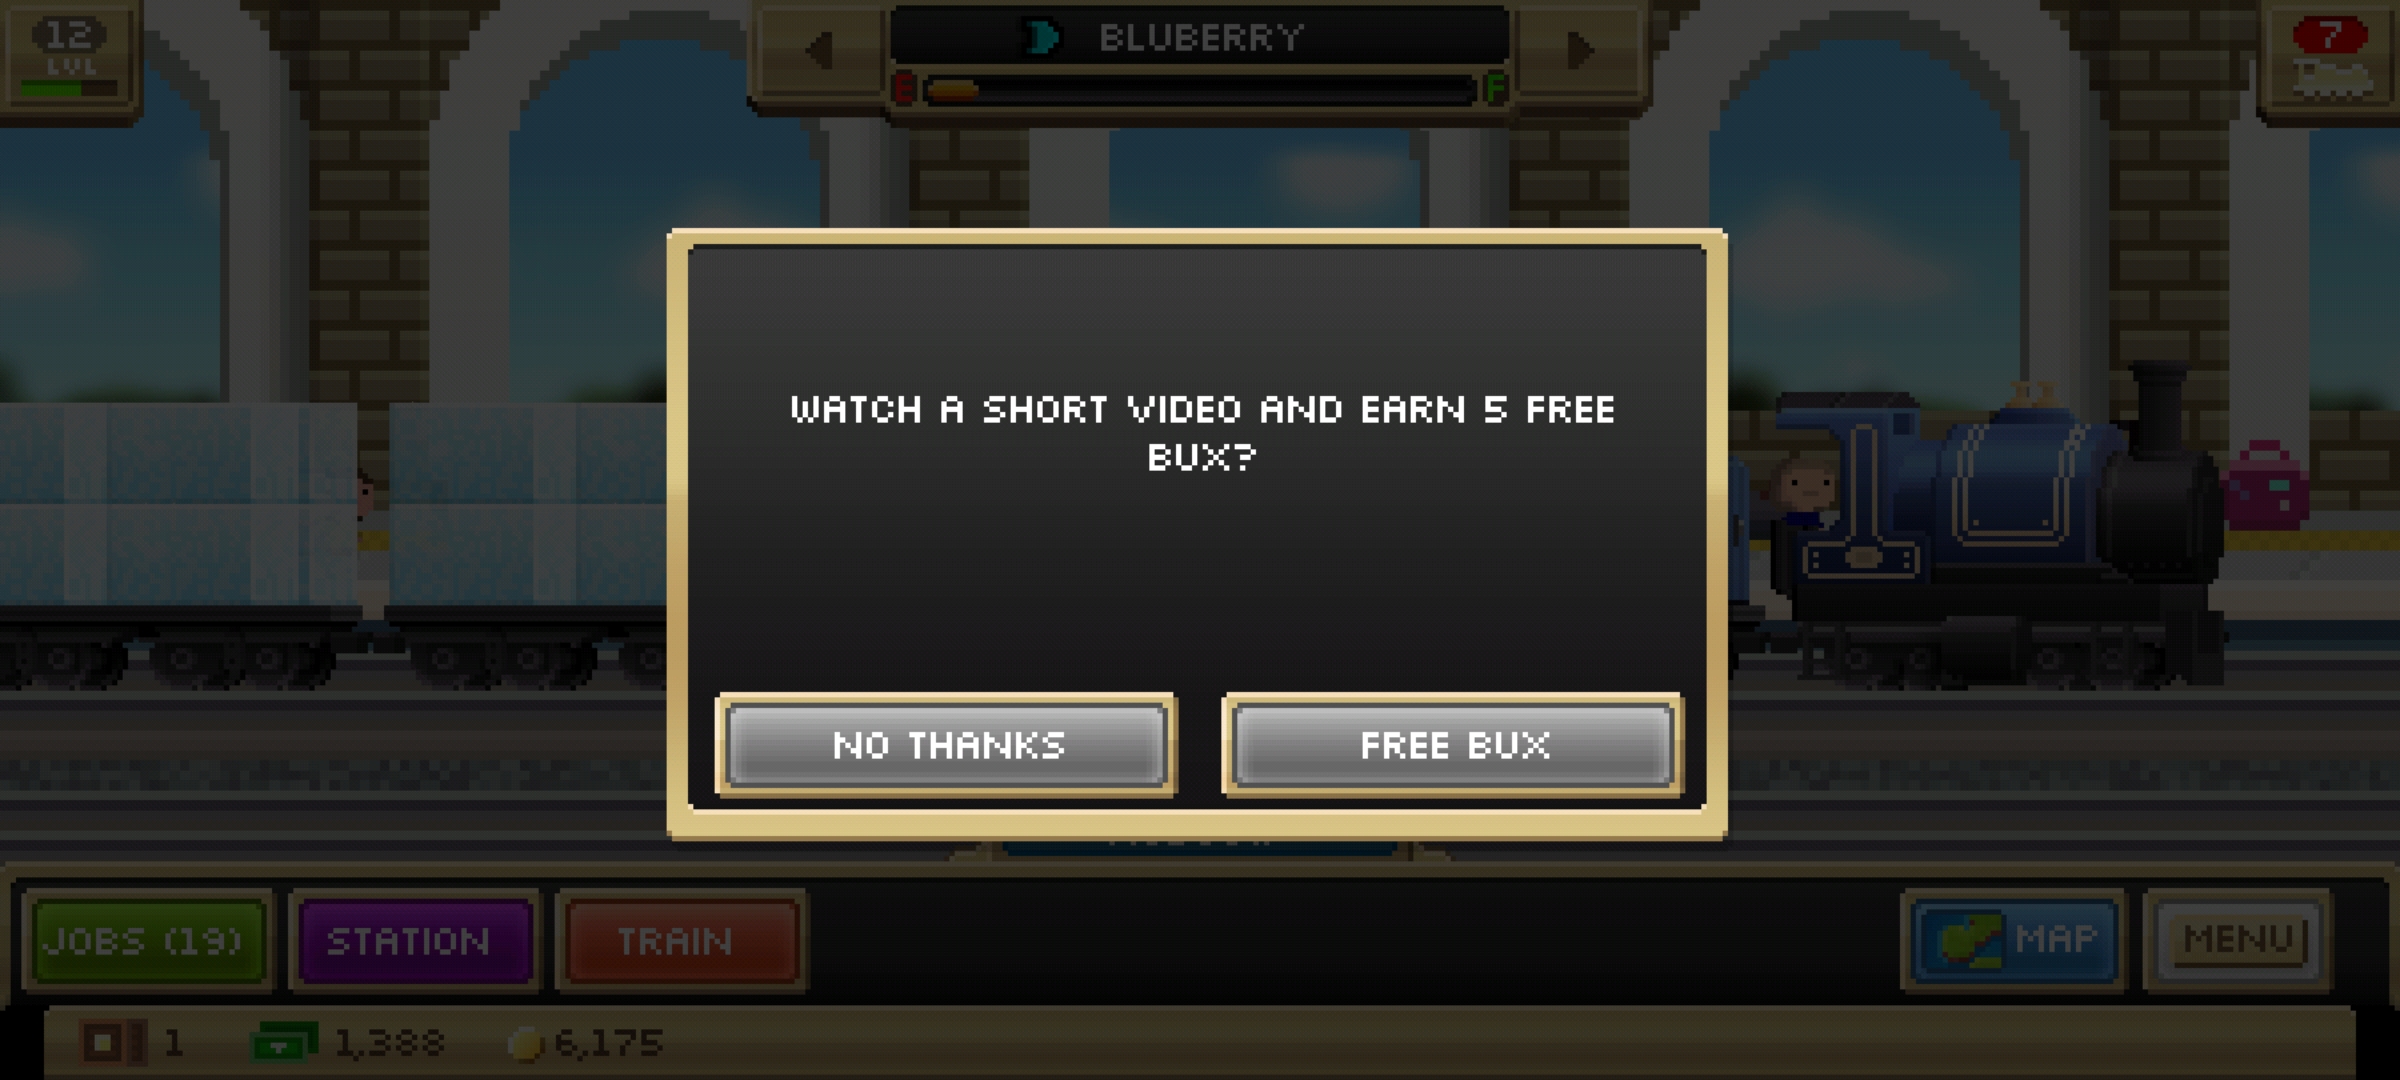 12
LVL
BLUBERRY
E F
7
WATCH A SHORT VIDEO AND EARN 5 FREE
BUX?
NO THANKS
FREE BUX
JOBS (19)
STATION
TRAIN
MAP
MENU
1
1,388
6,175